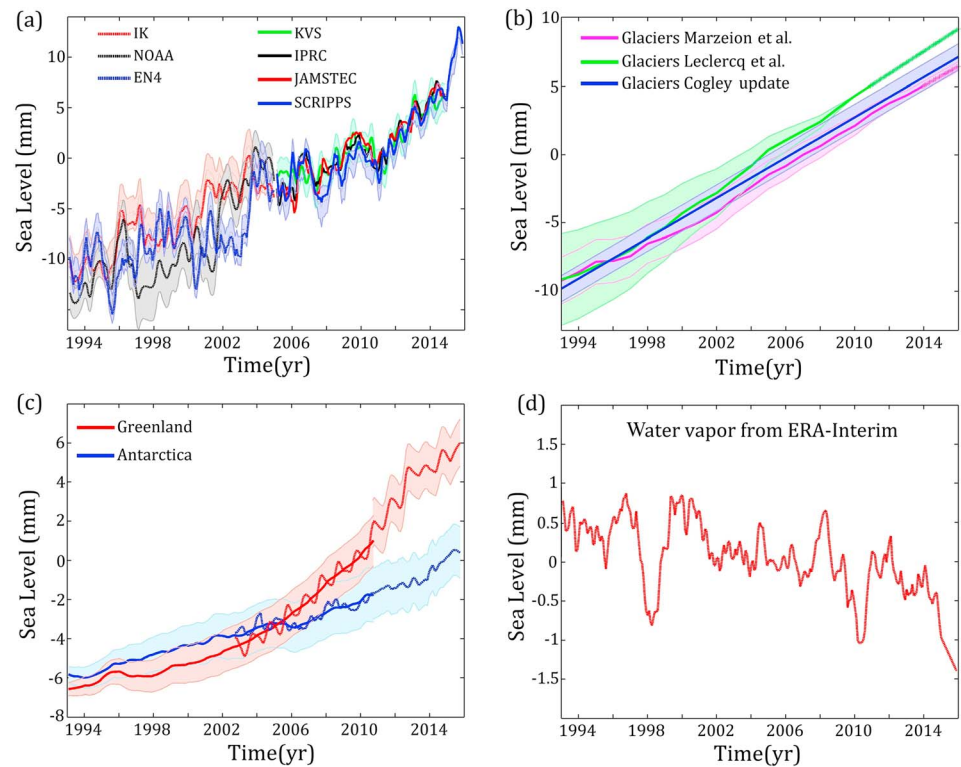 (a)
IK
NOAA
EN4
KVS
IPRC
JAMSTEC
SCRIPPS
10
5
0
-5
-10
Sea Level (mm)
1994 1998 2002 2006 2010 2014
Time(yr)
(b)
Glaciers Marzeion et al.
Glaciers Leclercq et al.
Glaciers Cogley update
10
5
0
-5
-10
Sea Level (mm)
1994 1998 2002 2006 2010 2014
Time(yr)
(c)
Greenland
Antarctica
6
4
2
0
-2
-4
-6
-8
Sea Level (mm)
1994 1998 2002 2006 2010 2014
Time(yr)
(d)
Water vapor from ERA-Interim
1.5
1
0.5
0
-0.5
-1
-1.5
Sea Level (mm)
1994 1998 2002 2006 2010 2014
Time(yr)